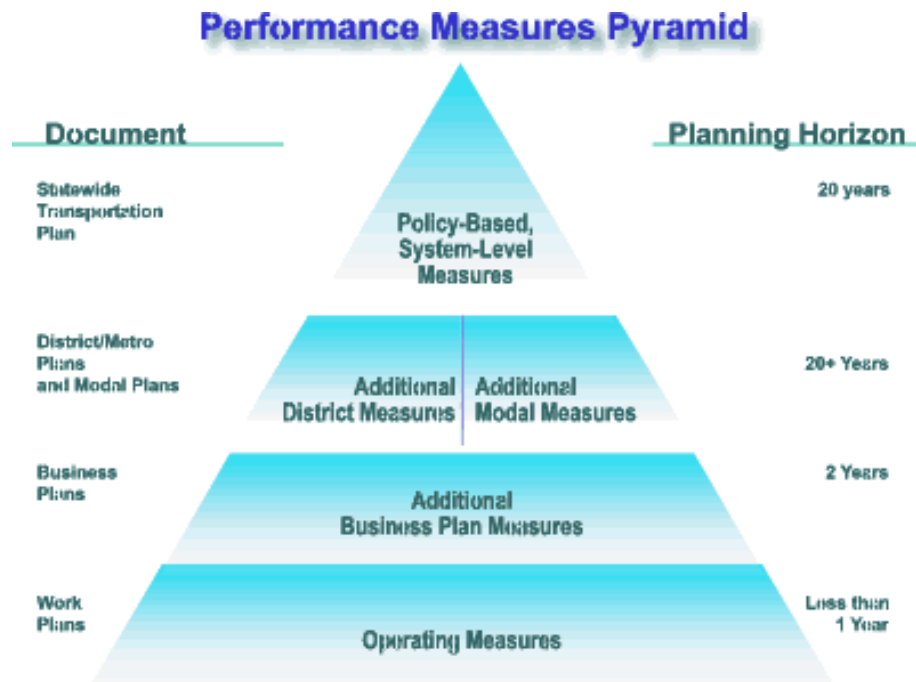 Performance Measures Pyramid
Document
Planning Horizon
Statewide
Transportation
Plan
Policy-Based,
System-Level
Measures
20 years
District/Metro
Plans
and Modal Plans
Additional
District Measures
Additional
Modal Measures
20+ Years
Business
Plans
Additional
Business Plan Measures
2 Years
Work
Plans
Operating Measures
Less than
1 Year